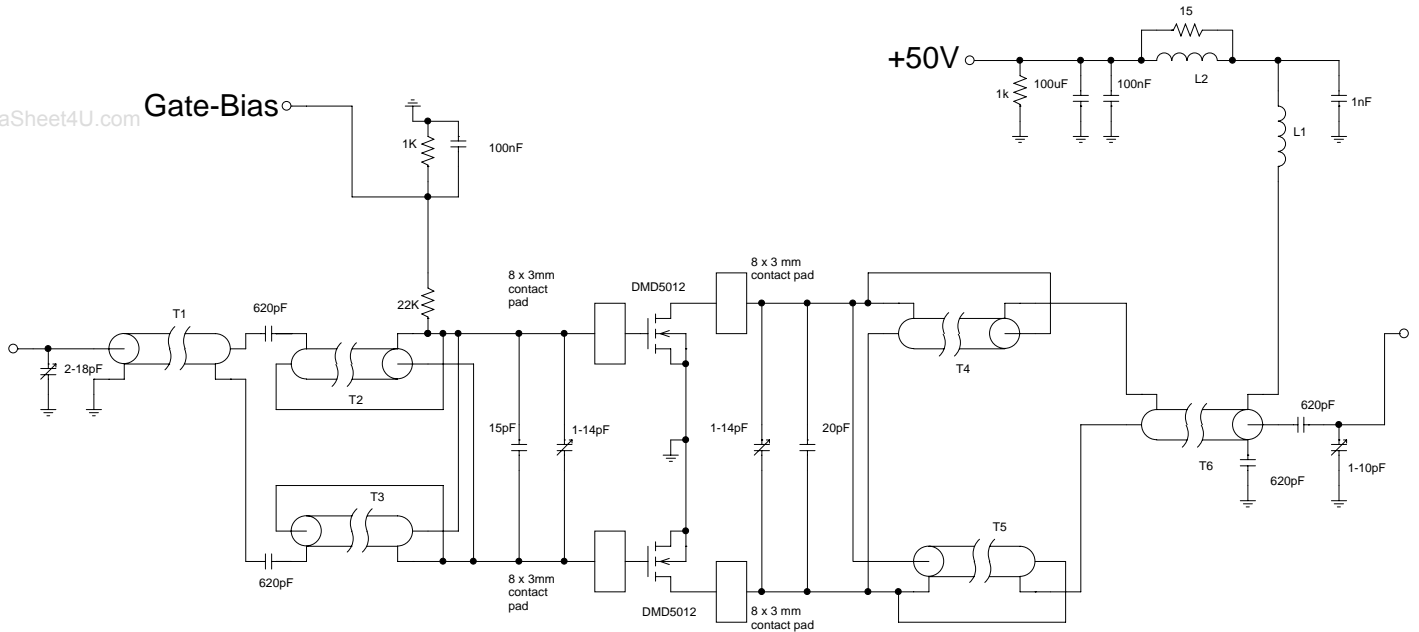 15
+50V
L2
100uF
100nF
1k
1nF
aSheet4U.com
Gate-Bias
L1
1K
100nF
8 x 3 mm
contact pad
8 x 3mm
contact
pad
DMD5012
22K
620pF
T1
2-18pF
T2
T4
620pF
15pF
1-14pF
1-14pF
20pF
T6
1-10pF
620pF
T3
T5
620pF
8 x 3mm
contact
pad
DMD5012
8 x 3 mm
contact pad